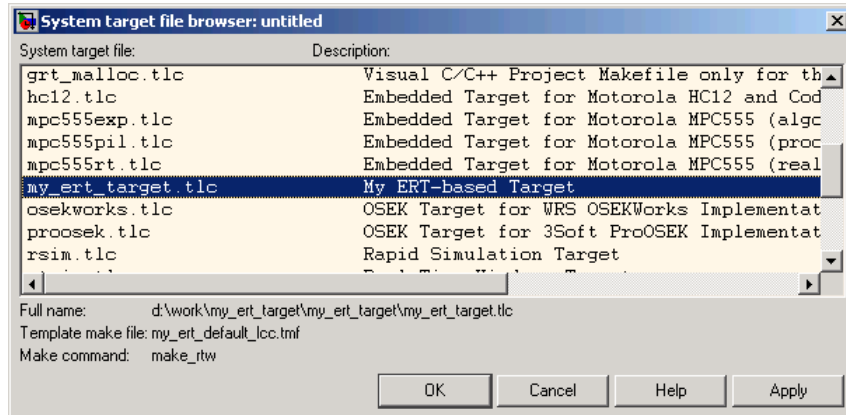 System target file browser: untitled
System target file: Description:
grt_malloc.tlc Visual C/C++ Project Makefile only for th
hc12.tlc Embedded Target for Motorola HC12 and Cod
mpc555exp.tlc Embedded Target for Motorola MPC555 (algo
mpc555pil.tlc Embedded Target for Motorola MPC555 (proc
mpc555rt.tlc Embedded Target for Motorola MPC555 (real
my_ert_target.tlc My ERT-based Target
osekworks.tlc OSEK Target for WRS OSEKWorks Implementat
proosek.tlc OSEK Target for 3Soft ProOSEK Implementat
rsim.tlc Rapid Simulation Target
Full name: d:\work\my_ert_target\my_ert_target\my_ert_target.tlc
Template make file: my_ert_default_lcc.tmf
Make command: make_rtw
OK Cancel Help Apply